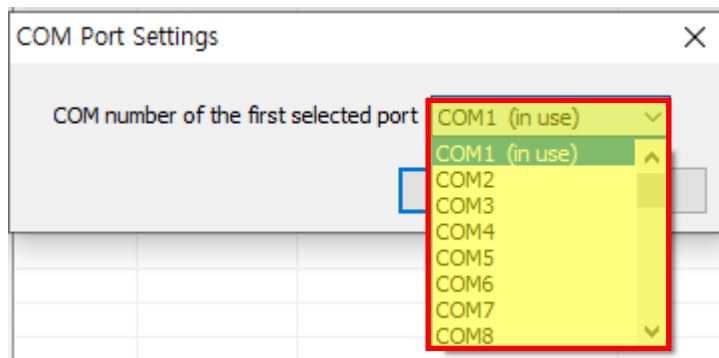 COM Port Settings
COM number of the first selected port COM1 (in use)
COM1 (in use)
COM2
COM3
COM4
COM5
COM6
COM7
COM8